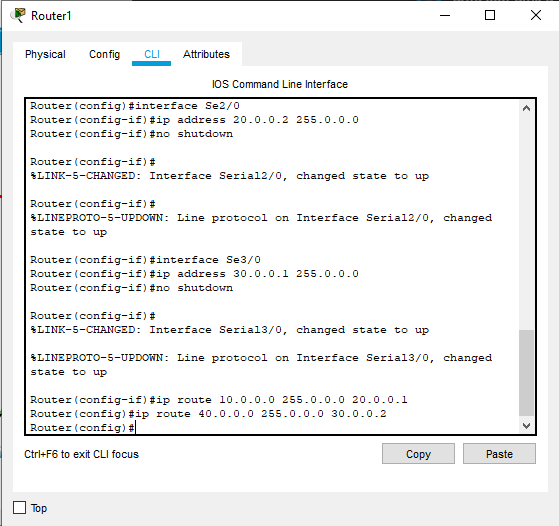 Router1
Physical Config CLI Attributes
IOS Command Line Interface
Router(config)#interface Se2/0
Router(config-if)#ip address 20.0.0.2 255.0.0.0
Router(config-if)#no shutdown
Router(config-if)#
%LINK-5-CHANGED: Interface Serial2/0, changed state to up
Router(config-if)#
%LINEPROTO-5-UPDOWN: Line protocol on Interface Serial2/0, changed
state to up
Router(config-if)#interface Se3/0
Router(config-if)#ip address 30.0.0.1 255.0.0.0
Router(config-if)#no shutdown
Router(config-if)#
%LINK-5-CHANGED: Interface Serial3/0, changed state to up
%LINEPROTO-5-UPDOWN: Line protocol on Interface Serial3/0, changed
state to up
Router(config-if)#ip route 10.0.0.0 255.0.0.0 20.0.0.1
Router(config)#ip route 40.0.0.0 255.0.0.0 30.0.0.2
Router(config)#
Ctrl+F6 to exit CLI focus
Copy
Paste
Top